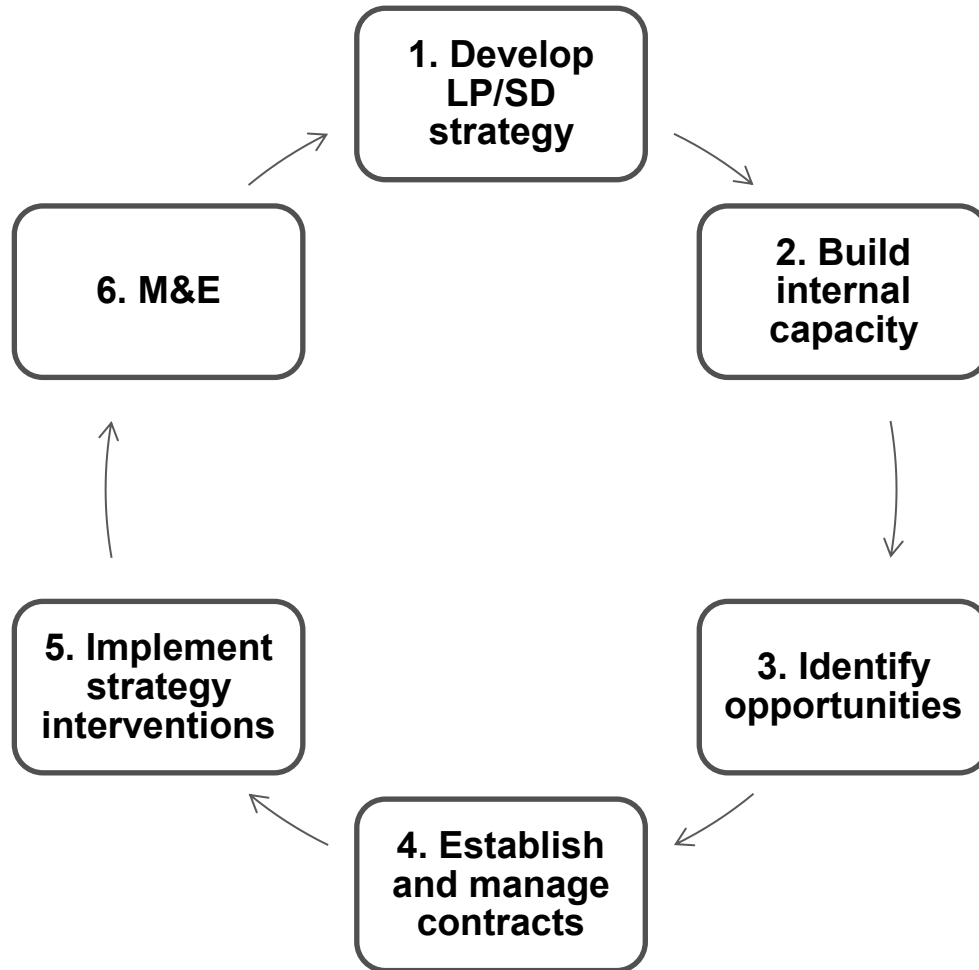 1. Develop
LP/SD
strategy
2. Build
internal
capacity
3. Identify
opportunities
4. Establish
and manage
contracts
5. Implement
strategy
interventions
6. M&E